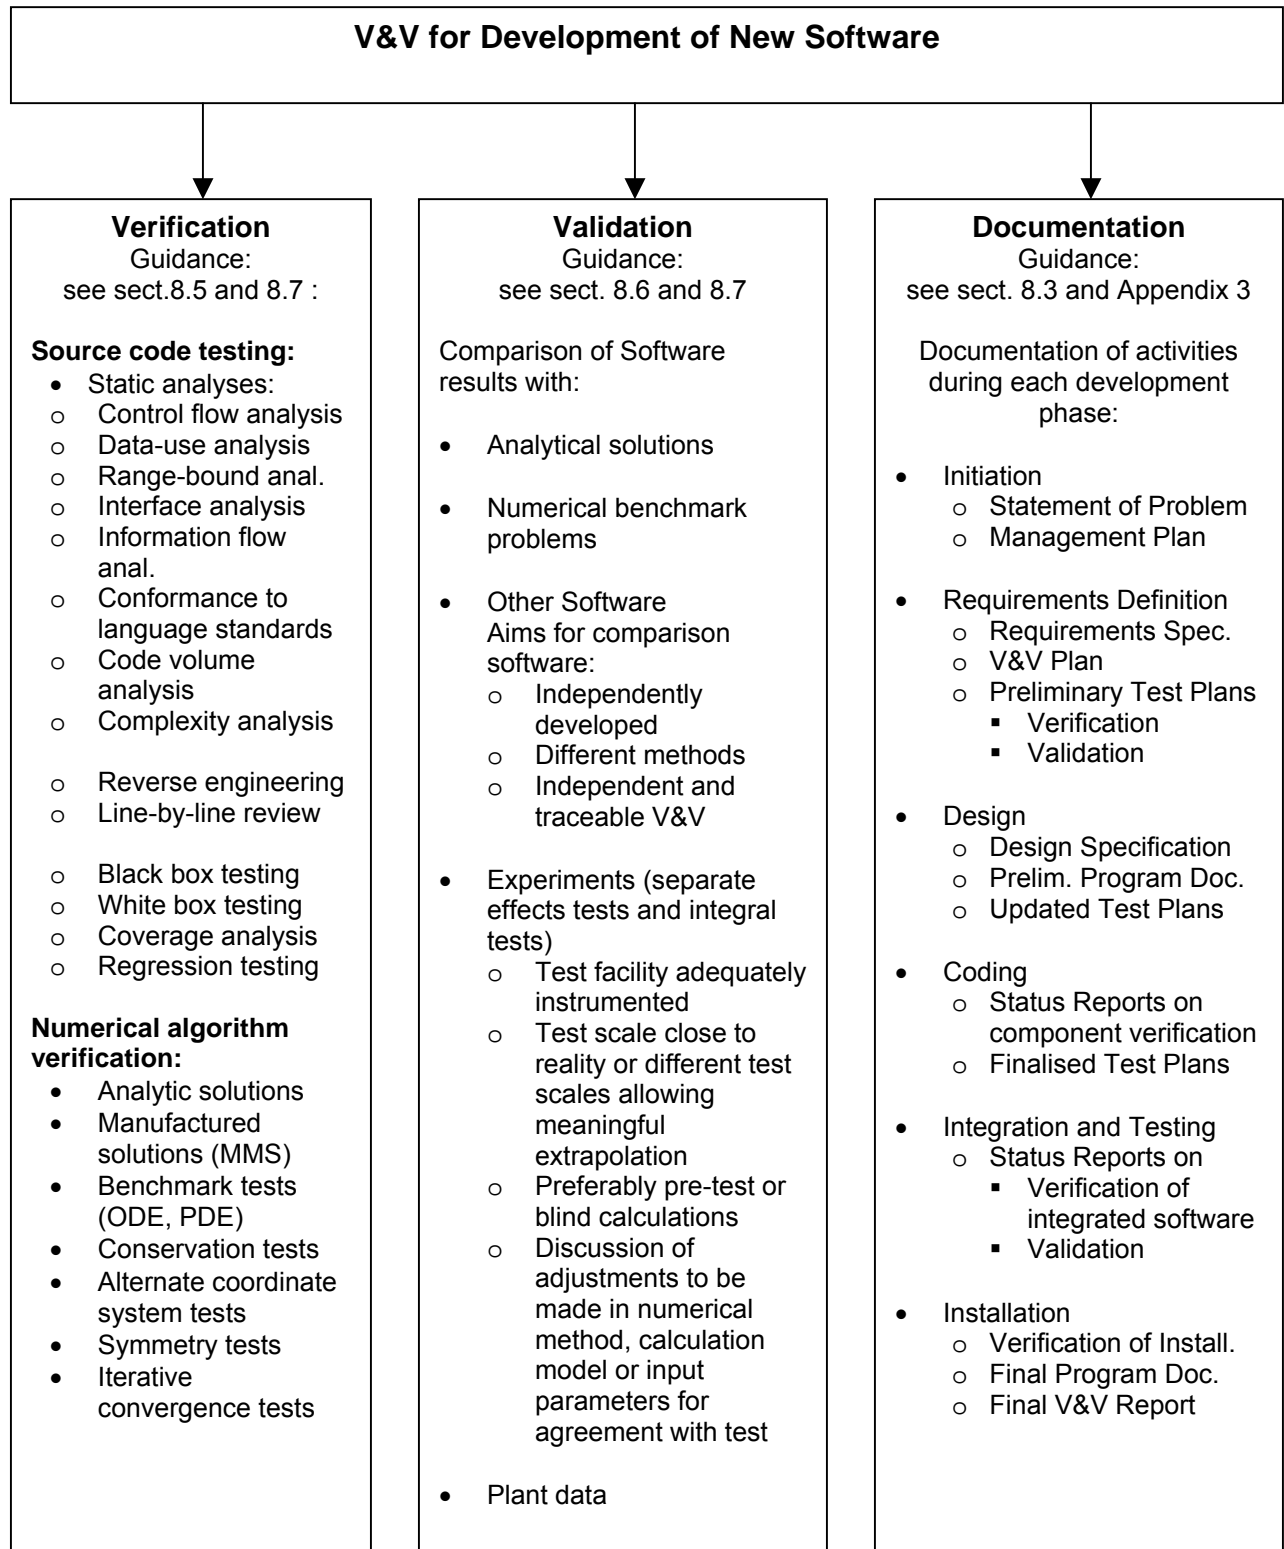 V&V for Development of New Software
Verification
Guidance:
see sect.8.5 and 8.7 :
Source code testing:
• Static analyses:
o Control flow analysis
o Data-use analysis
o Range-bound anal.
o Interface analysis
o Information flow
anal.
o Conformance to
language standards
o Code volume
analysis
o Complexity analysis
o Reverse engineering
o Line-by-line review
o Black box testing
o White box testing
o Coverage analysis
o Regression testing
Numerical algorithm
verification:
• Analytic solutions
• Manufactured
solutions (MMS)
• Benchmark tests
(ODE, PDE)
• Conservation tests
• Alternate coordinate
system tests
• Symmetry tests
• Iterative
convergence tests
Validation
Guidance:
see sect. 8.6 and 8.7
Comparison of Software
results with:
• Analytical solutions
• Numerical benchmark
problems
• Other Software
Aims for comparison
software:
o Independently
developed
o Different methods
o Independent and
traceable V&V
• Experiments (separate
effects tests and integral
tests)
o Test facility adequately
instrumented
o Test scale close to
reality or different test
scales allowing
meaningful
extrapolation
o Preferably pre-test or
blind calculations
o Discussion of
adjustments to be
made in numerical
method, calculation
model or input
parameters for
agreement with test
• Plant data
Documentation
Guidance:
see sect. 8.3 and Appendix 3
Documentation of activities
during each development
phase:
• Initiation
o Statement of Problem
o Management Plan
• Requirements Definition
o Requirements Spec.
o V&V Plan
o Preliminary Test Plans
▪ Verification
▪ Validation
• Design
o Design Specification
o Prelim. Program Doc.
o Updated Test Plans
• Coding
o Status Reports on
component verification
o Finalised Test Plans
• Integration and Testing
o Status Reports on
▪ Verification of
integrated software
▪ Validation
• Installation
o Verification of Install.
o Final Program Doc.
o Final V&V Report